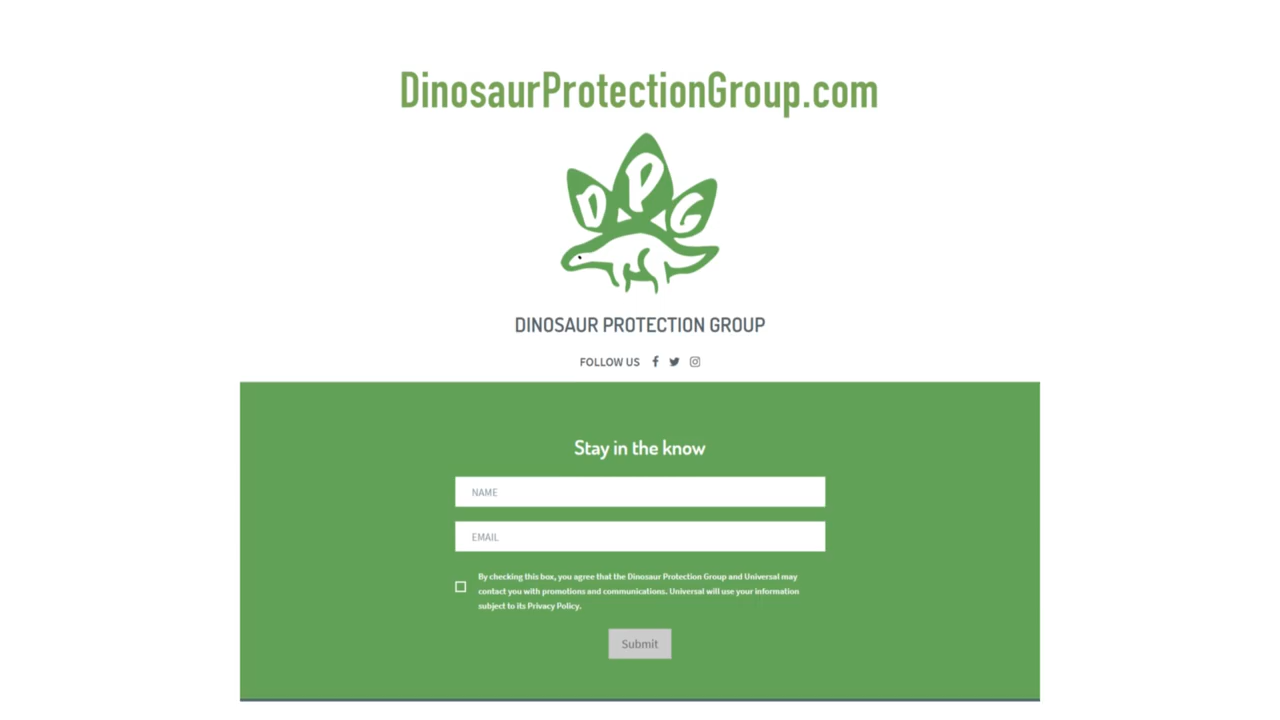 DinosaurProtectionGroup.com
DPG
DINOSAUR PROTECTION GROUP
FOLLOW US
Stay in the know
NAME
EMAIL
By checking this box, you agree that the Dinosaur Protection Group and Universal may
contact you with promotions and communications. Universal will use your information
subject to its Privacy Policy.
Submit